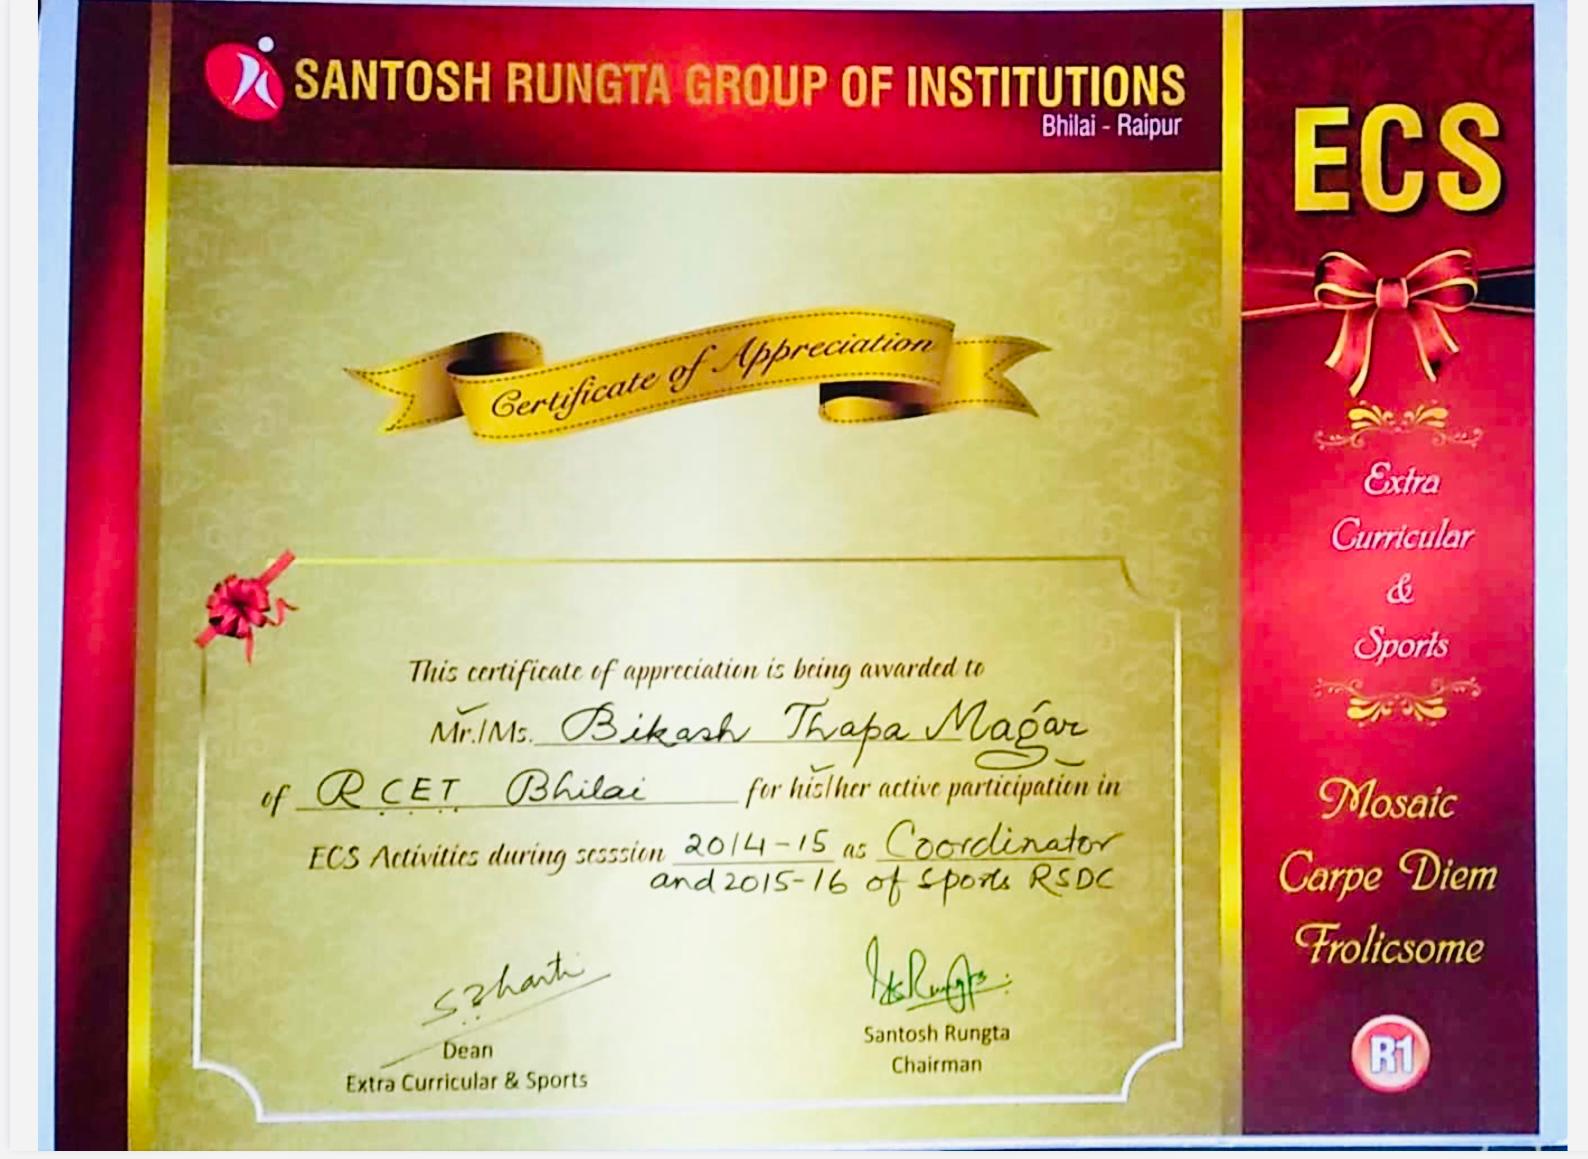 SANTOSH RUNGTA GROUP OF INSTITUTIONS
Bhilai - Raipur
Certificate of Appreciation
This certificate of appreciation is being awarded to
Mr./Ms. Bikash Thapa Magar
of RCET Bhilai for his/her active participation in
ECS Activities during sesssion 2014-15 as Coordinator
and 2015-16 of Sports RSDC
Dean
Extra Curricular & Sports
Santosh Rungta
Chairman
ECS
Extra
Curricular
&
Sports
Mosaic
Carpe Diem
Frolicsome
R1